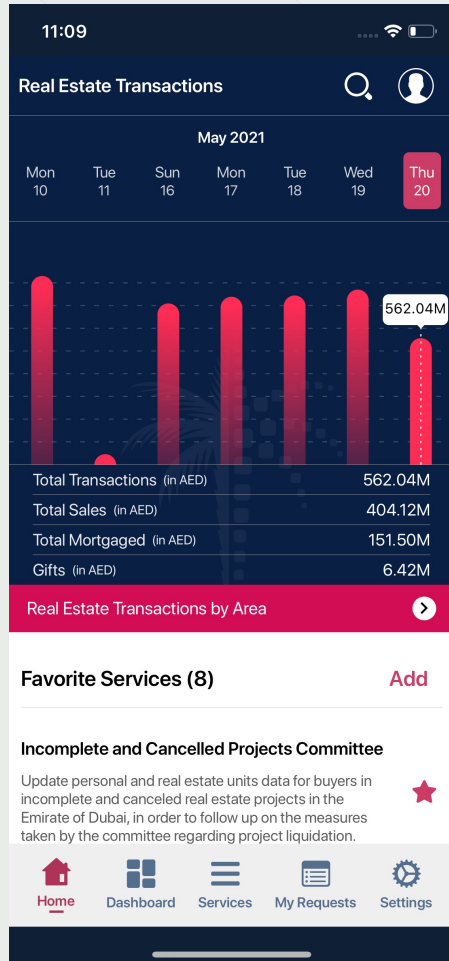 11:09
Real Estate Transactions
May 2021
Mon Tue Sun Mon Tue Wed Thu
10 11 16 17 18 19 20
562.04M
Total Transactions (in AED) 562.04M
Total Sales (in AED) 404.12M
Total Mortgaged (in AED) 151.50M
Gifts (in AED) 6.42M
Real Estate Transactions by Area
Favorite Services (8) Add
Incomplete and Cancelled Projects Committee
Update personal and real estate units data for buyers in
incomplete and canceled real estate projects in the
Emirate of Dubai, in order to follow up on the measures
taken by the committee regarding project liquidation.
Home Dashboard Services My Requests Settings